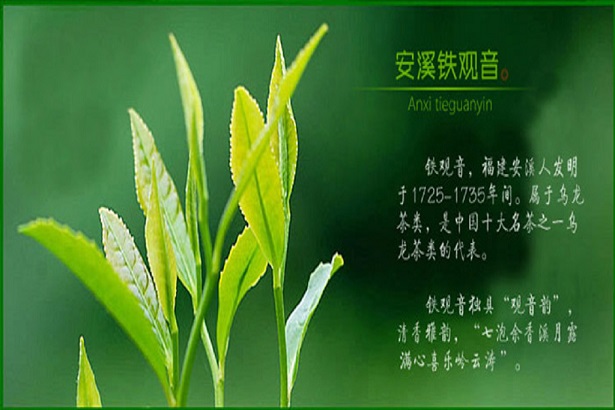 安溪铁观音。
Anxi tieguanyin
铁观音，福建安溪人发明
于1725-1735年间。属于乌龙
茶类，是中国十大名茶之一乌
龙茶类的代表。
铁观音独具“观音韵”，
清香雅韵，“七泡余香溪月露
满心喜乐岭云涛”。